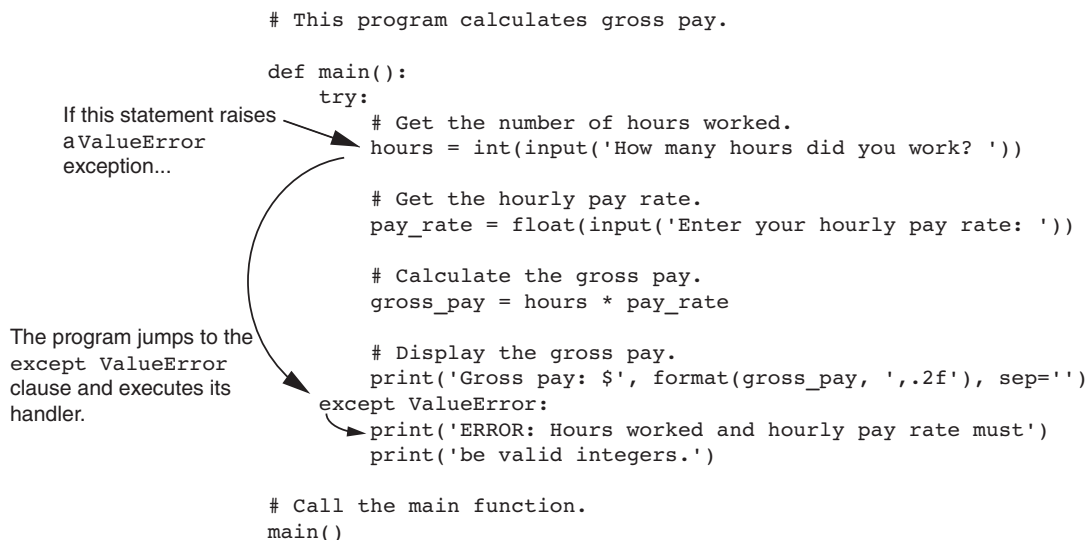 # This program calculates gross pay.
def main():
    try:
If this statement raises
a ValueError
exception...
        # Get the number of hours worked.
        hours = int(input('How many hours did you work? '))
        # Get the hourly pay rate.
        pay_rate = float(input('Enter your hourly pay rate: '))
        # Calculate the gross pay.
        gross_pay = hours * pay_rate
The program jumps to the
except ValueError
clause and executes its
handler.
        # Display the gross pay.
        print('Gross pay: $', format(gross_pay, ',.2f'), sep='')
    except ValueError:
        print('ERROR: Hours worked and hourly pay rate must')
        print('be valid integers.')
# Call the main function.
main()